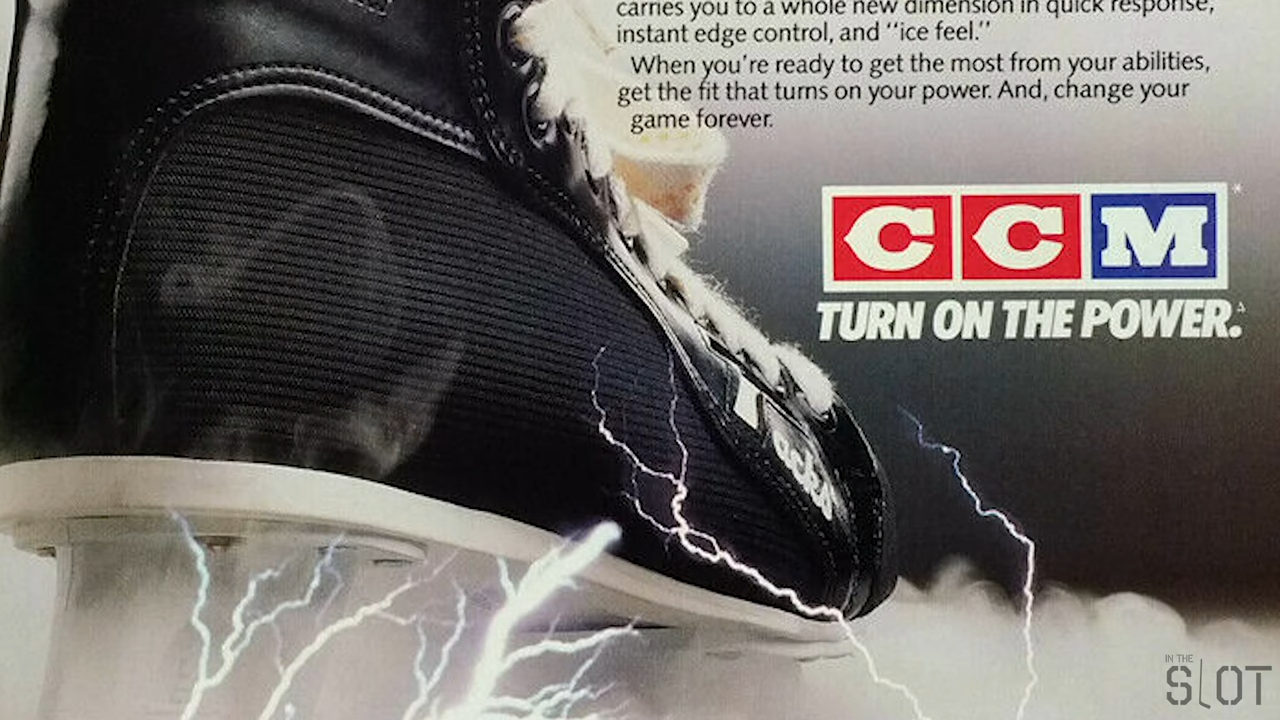 carries you to a whole new dimension in quick response,
instant edge control, and “ice feel.”
When you’re ready to get the most from your abilities,
get the fit that turns on your power. And, change your
game forever.
CCM*
TURN ON THE POWER.
IN THE
SLOT